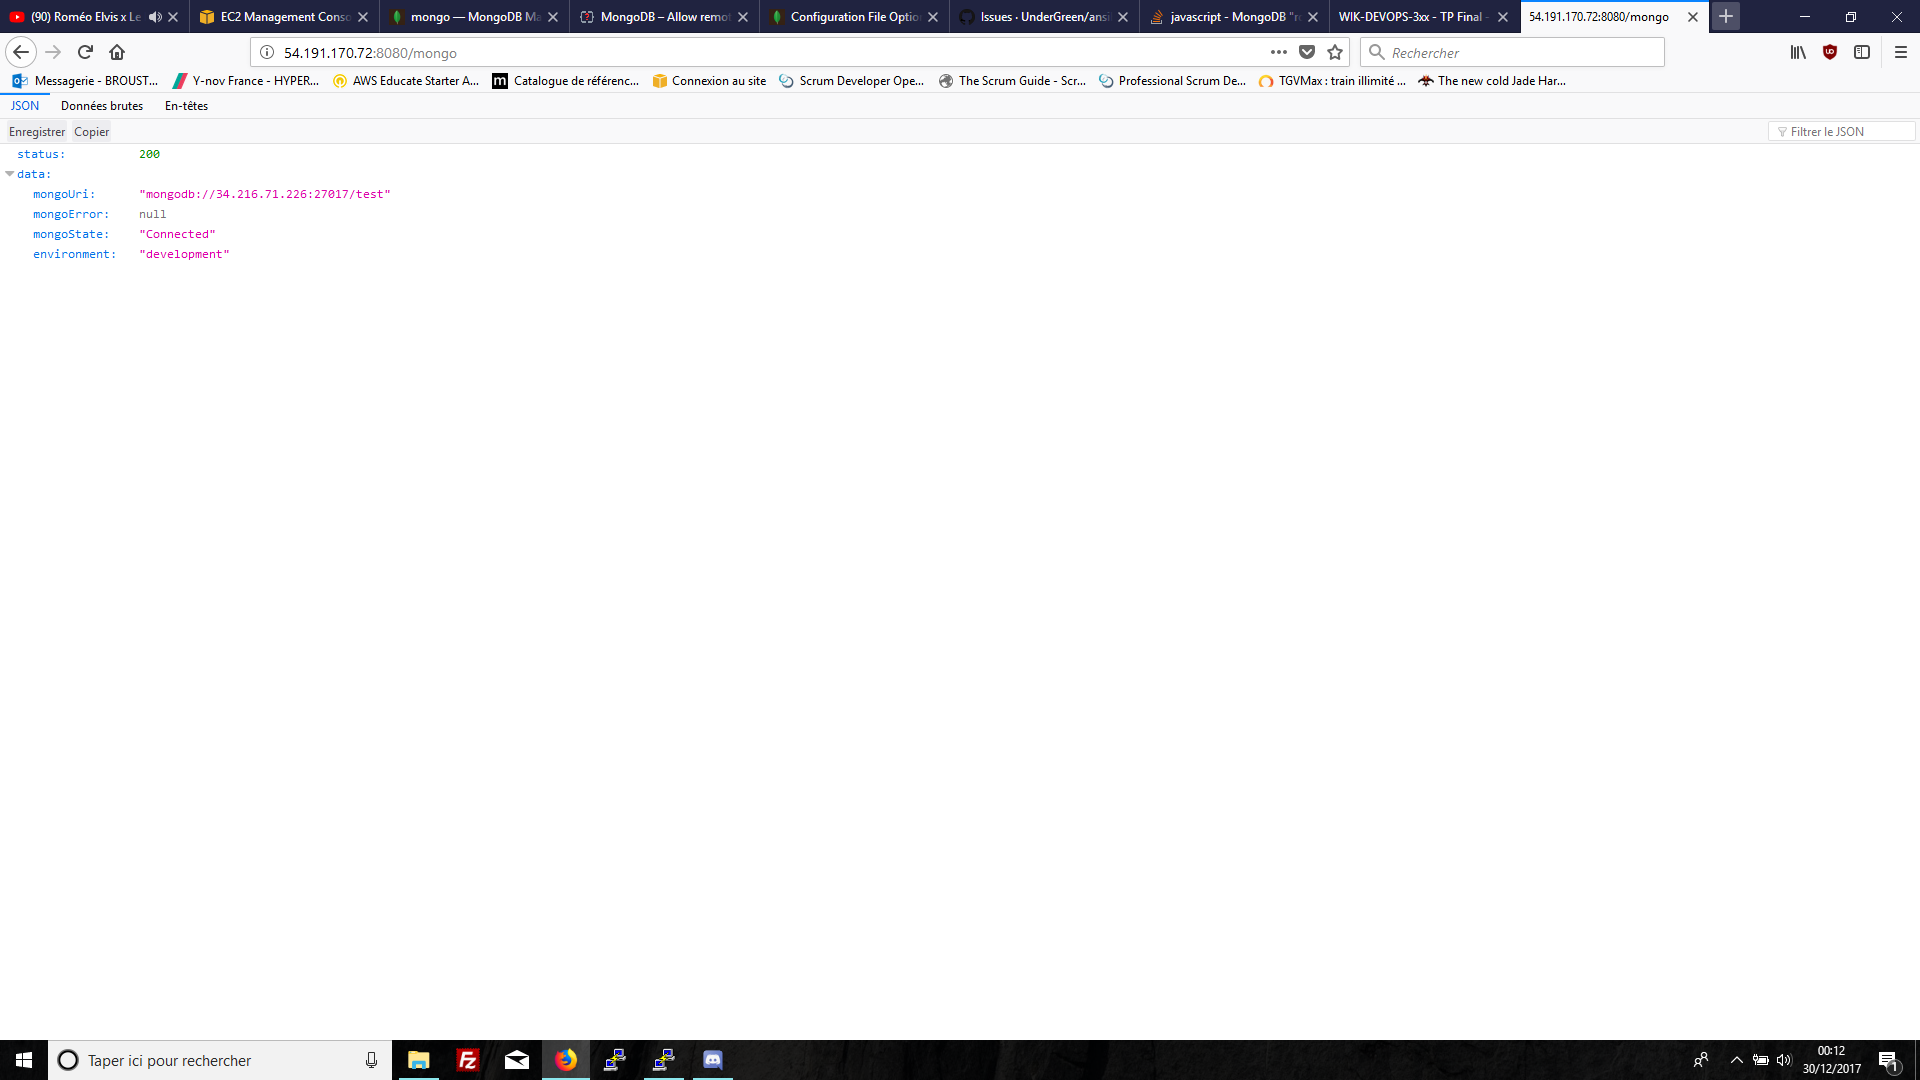 (90) Roméo Elvis x Le
EC2 Management Conso
mongo — MongoDB Ma
MongoDB – Allow remot
Configuration File Option
Issues · UnderGreen/ansi
javascript - MongoDB "ro
WIK-DEVOPS-3xx - TP Final -
54.191.170.72:8080/mongo
54.191.170.72:8080/mongo
Rechercher
Messagerie - BROUST...
Y-nov France - HYPER...
AWS Educate Starter A...
Catalogue de référenc...
Connexion au site
Scrum Developer Ope...
The Scrum Guide - Scr...
Professional Scrum De...
TGVMax : train illimité ...
The new cold Jade Har...
JSON Données brutes En-têtes
Enregistrer Copier
Filtrer le JSON
status: 200
data:
mongoUri: "mongodb://34.216.71.226:27017/test"
mongoError: null
mongoState: "Connected"
environment: "development"
Taper ici pour rechercher
00:12
30/12/2017
1